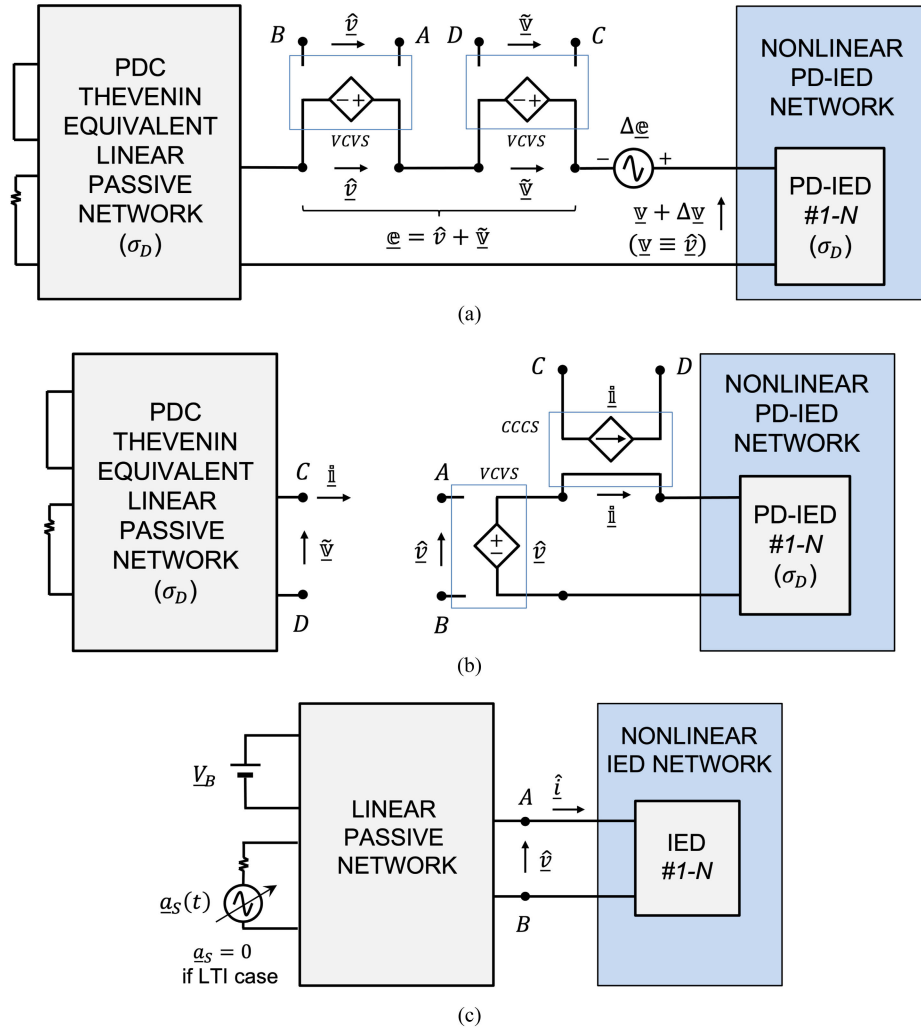 B
v̂
A
D
ṽ
C
PDC
THEVENIN
EQUIVALENT
LINEAR
PASSIVE
NETWORK
(σ_D)
−+
VCVS
v̂
−+
VCVS
ṽ
𝕖 = v̂ + ṽ
Δ𝕖
− +
𝕧 + Δ𝕧
(𝕧 ≡ v̂)
NONLINEAR
PD-IED
NETWORK
PD-IED
#1-N
(σ_D)
(a)
PDC
THEVENIN
EQUIVALENT
LINEAR
PASSIVE
NETWORK
(σ_D)
C
𝕚
ṽ
D
A
v̂
B
VCVS
+
−
v̂
C
D
CCCS
𝕚
𝕚
NONLINEAR
PD-IED
NETWORK
PD-IED
#1-N
(σ_D)
(b)
V_B
a_S(t)
a_S = 0
if LTI case
LINEAR
PASSIVE
NETWORK
A
î
v̂
B
NONLINEAR
IED NETWORK
IED
#1-N
(c)